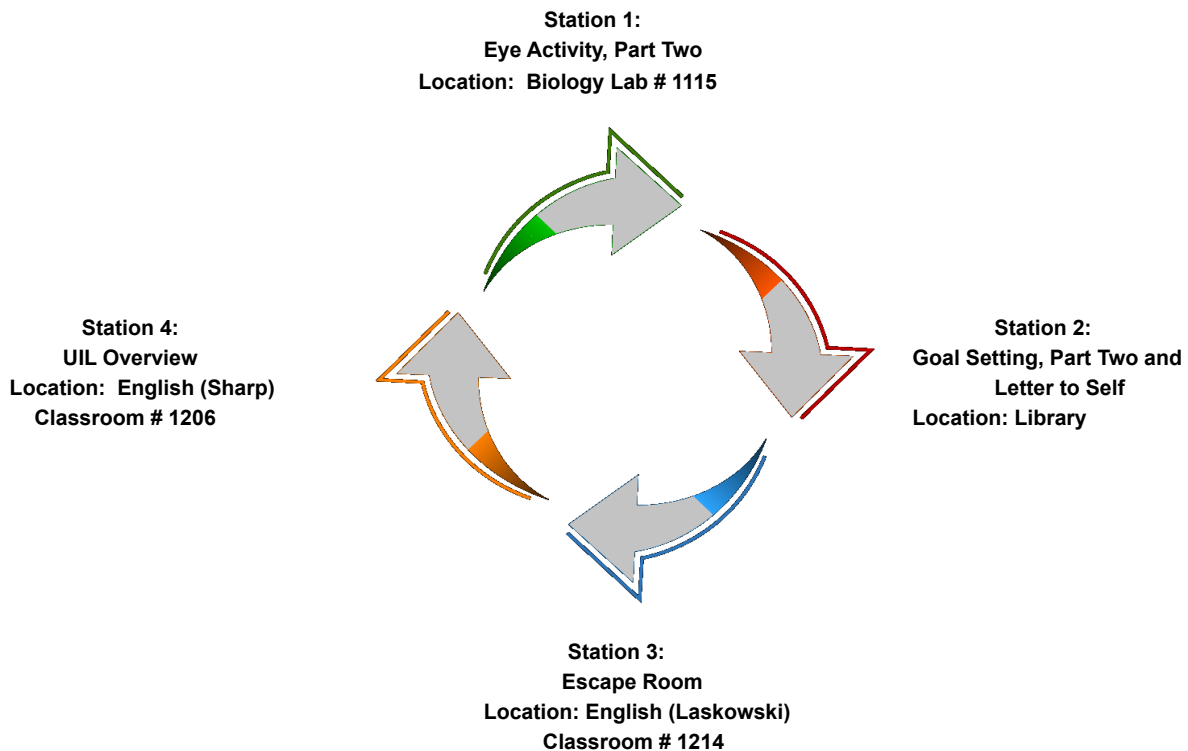 Station 1:
Eye Activity, Part Two
Location:  Biology Lab # 1115
Station 2:
Goal Setting, Part Two and
Letter to Self
Location: Library
Station 3:
Escape Room
Location: English (Laskowski)
Classroom # 1214
Station 4:
UIL Overview
Location:  English (Sharp)
Classroom # 1206